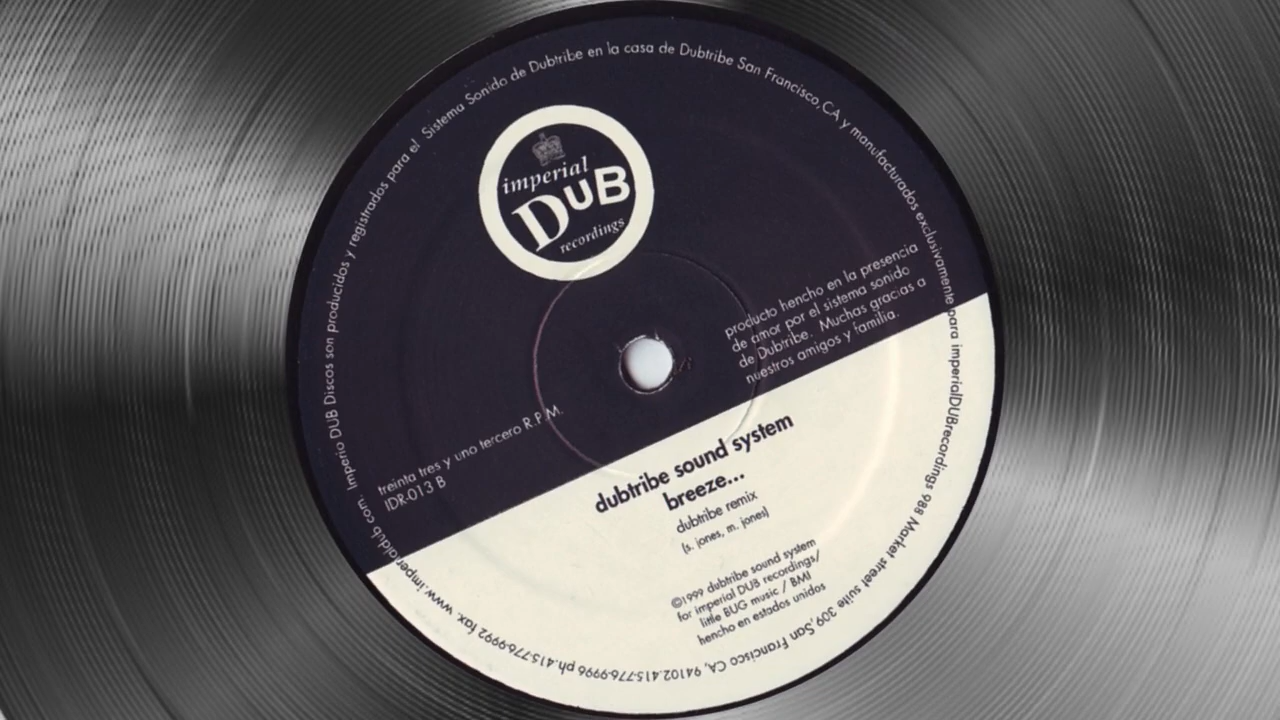 Imperio DUB Discos son producidos y registrados para el Sistema Sonido de Dubtribe en la casa de Dubtribe San Francisco, CA y manufacturados exclusivamente para imperialDUBrecordings 988 Market street suite 309, San Francisco CA, 94102.415-776-9996 ph.415-776-9992 fax. www.imperialdub.com.
imperial
DUB
recordings
producto hencho en la presencia
de amor por el sistema sonido
de Dubtribe. Muchas gracias a
nuestros amigos y familia.
treinta tres y uno tercero R.P.M.
IDR-013 B
dubtribe sound system
breeze...
dubtribe remix
(s. jones, m. jones)
©1999 dubtribe sound system
for imperial DUB recordings/
little BUG music / BMI
hencho en estados unidos